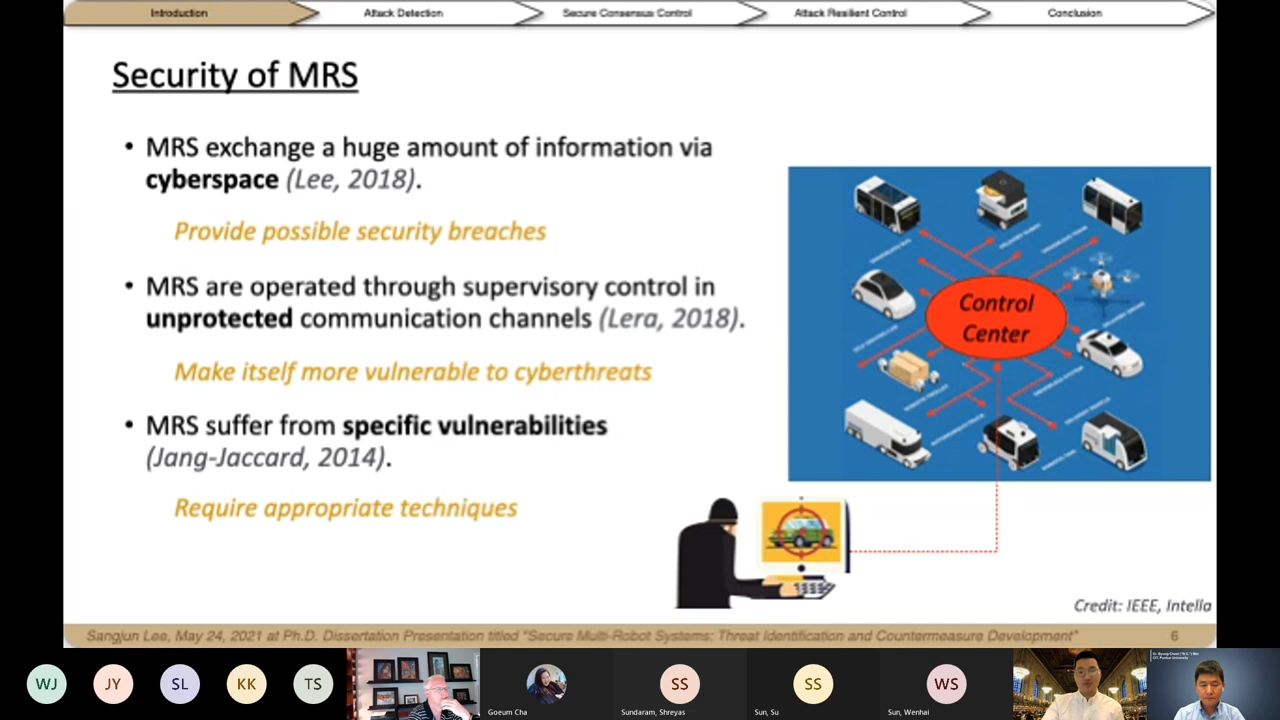 Introduction
Attack Detection
Secure Consensus Control
Attack Resilient Control
Conclusion
Security of MRS
• MRS exchange a huge amount of information via
cyberspace (Lee, 2018).
Provide possible security breaches
• MRS are operated through supervisory control in
unprotected communication channels (Lera, 2018).
Make itself more vulnerable to cyberthreats
• MRS suffer from specific vulnerabilities
(Jang-Jaccard, 2014).
Require appropriate techniques
Control
Center
Credit: IEEE, Intella
Sangjun Lee, May 24, 2021 at Ph.D. Dissertation Presentation titled "Secure Multi-Robot Systems: Threat Identification and Countermeasure Development"
6
WJ
JY
SL
KK
TS
Goeum Cha
SS
Sundaram, Shreyas
SS
Sun, Su
WS
Sun, Wenhai